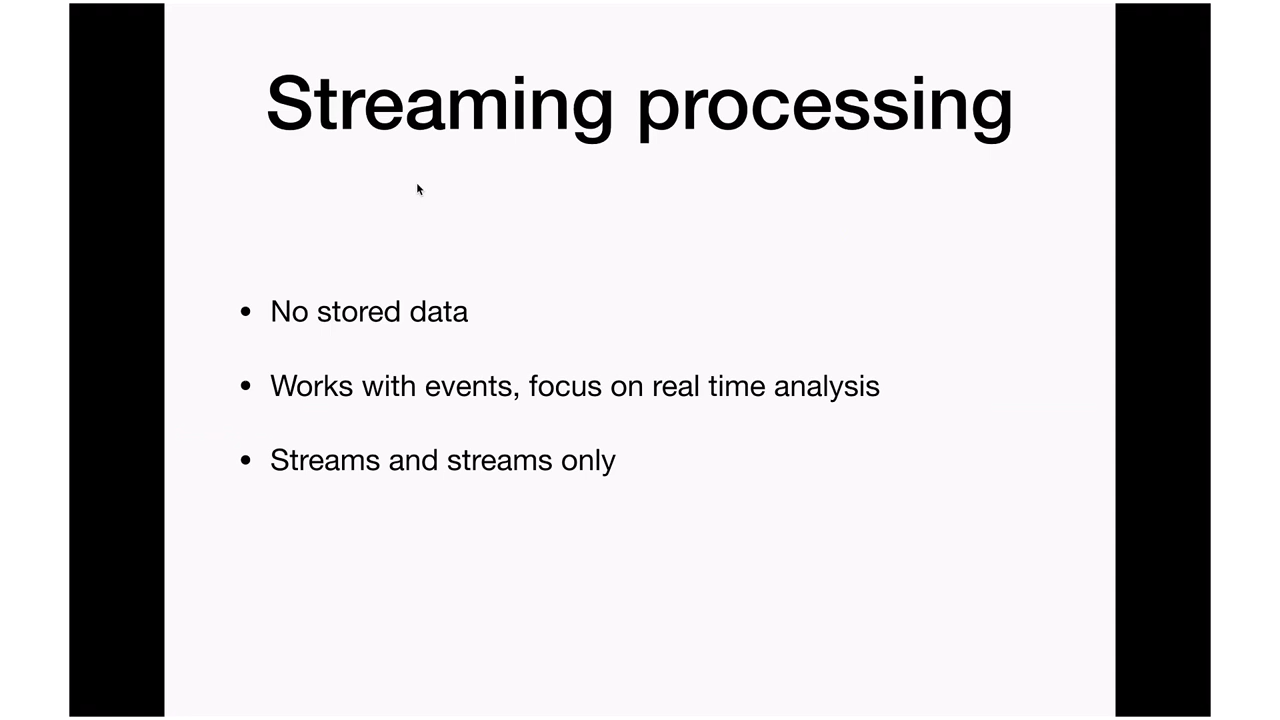 Streaming processing
• No stored data
• Works with events, focus on real time analysis
• Streams and streams only